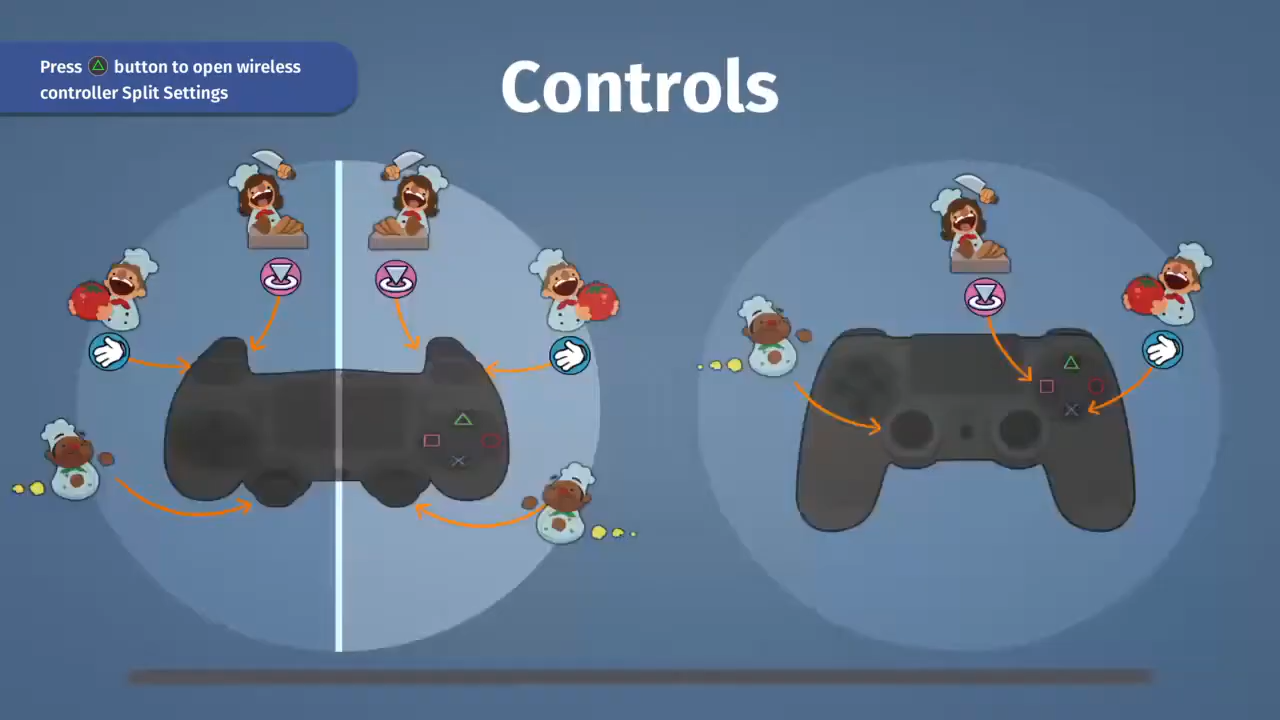 Press button to open wireless
controller Split Settings
Controls